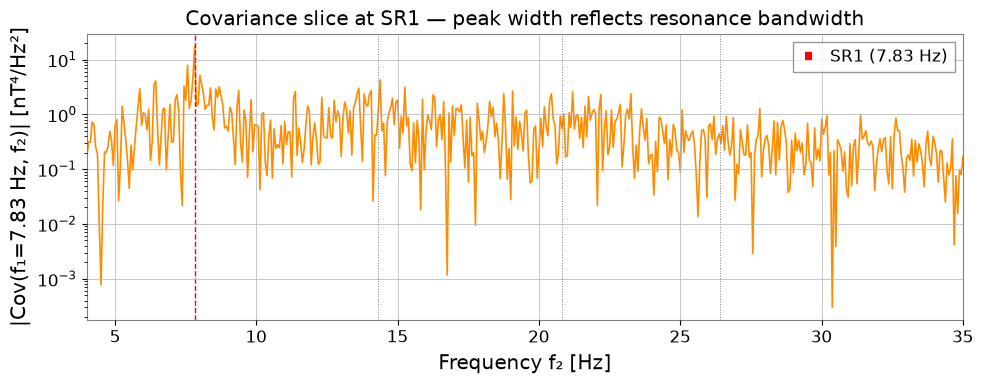 Covariance slice at SR1 — peak width reflects resonance bandwidth
|Cov(f₁=7.83 Hz, f₂)| [nT⁴/Hz²]
SR1 (7.83 Hz)
10¹
10⁰
10⁻¹
10⁻²
10⁻³
5 10 15 20 25 30 35
Frequency f₂ [Hz]